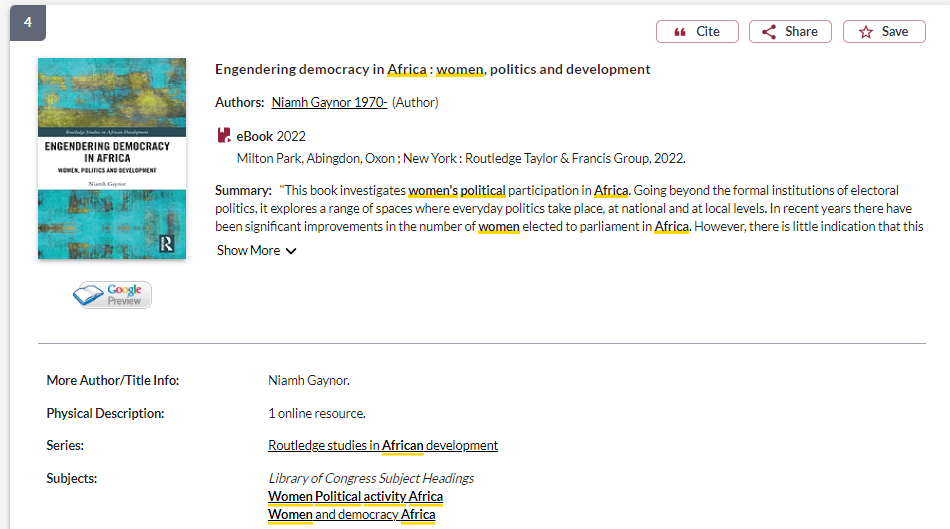 4
Cite
Share
Save
Engendering democracy in Africa : women, politics and development
Authors: Niamh Gaynor 1970- (Author)
Routledge Studies in African Development
ENGENDERING DEMOCRACY
IN AFRICA
WOMEN, POLITICS AND DEVELOPMENT
Niamh Gaynor
R
eBook 2022
Milton Park, Abingdon, Oxon ; New York : Routledge Taylor & Francis Group, 2022.
Summary: "This book investigates women's political participation in Africa. Going beyond the formal institutions of electoral
politics, it explores a range of spaces where everyday politics take place, at national and at local levels. In recent years there have
been significant improvements in the number of women elected to parliament in Africa. However, there is little indication that this
Show More
Google
Preview
More Author/Title Info: Niamh Gaynor.
Physical Description: 1 online resource.
Series: Routledge studies in African development
Subjects: Library of Congress Subject Headings
Women Political activity Africa
Women and democracy Africa